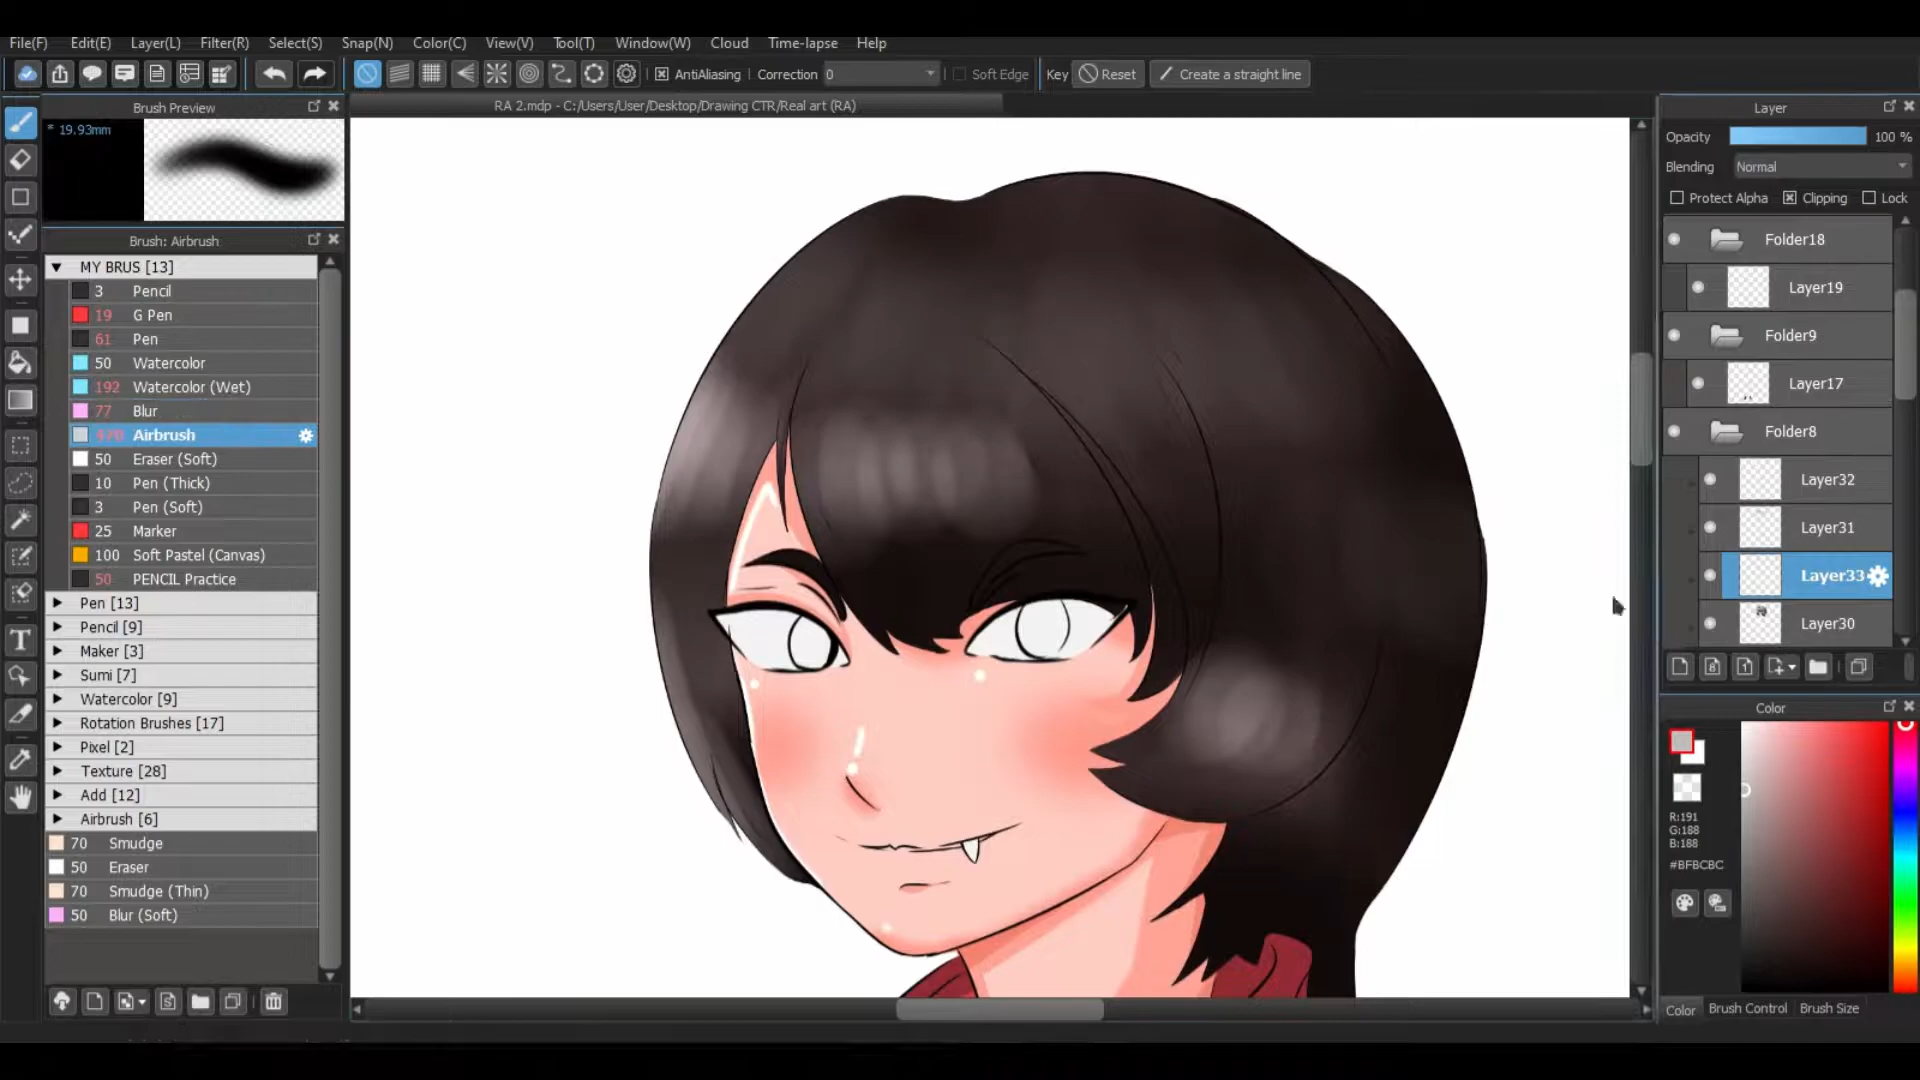 File(F) Edit(E) Layer(L) Filter(R) Select(S) Snap(N) Color(C) View(V) Tool(T) Window(W) Cloud Time-lapse Help
AntiAliasing Correction 0 Soft Edge Key Reset Create a straight line
Brush Preview
RA 2.mdp - C:/Users/User/Desktop/Drawing CTR/Real art (RA)
* 19.93mm
Brush: Airbrush
MY BRUS [13]
3 Pencil
19 G Pen
61 Pen
50 Watercolor
192 Watercolor (Wet)
77 Blur
Airbrush
50 Eraser (Soft)
10 Pen (Thick)
3 Pen (Soft)
25 Marker
100 Soft Pastel (Canvas)
50 PENCIL Practice
Pen [13]
Pencil [9]
Maker [3]
Sumi [7]
Watercolor [9]
Rotation Brushes [17]
Pixel [2]
Texture [28]
Add [12]
Airbrush [6]
70 Smudge
50 Eraser
70 Smudge (Thin)
50 Blur (Soft)
Layer
Opacity 100 %
Blending Normal
Protect Alpha Clipping Lock
Folder18
Layer19
Folder9
Layer17
Folder8
Layer32
Layer31
Layer33
Layer30
Color
R:191
G:188
B:188
#BFBCBC
Color Brush Control Brush Size